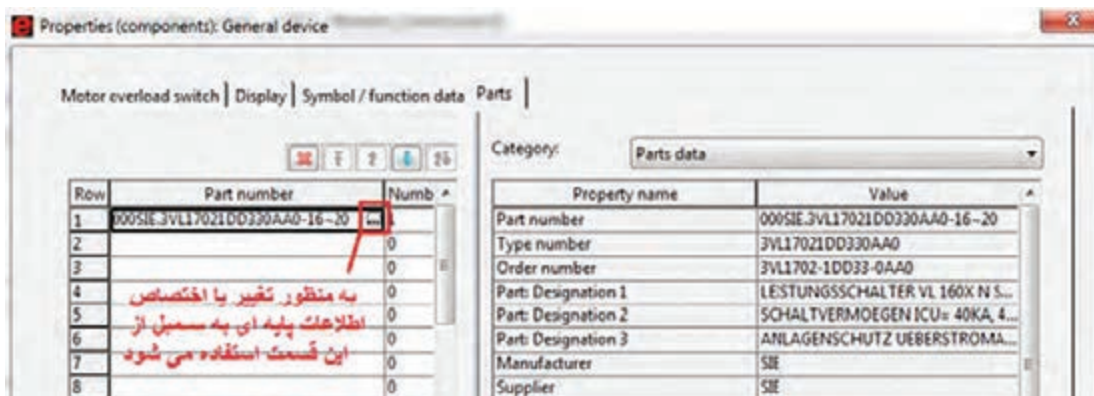 Properties (components): General device
Motor overload switch Display Symbol / function data Parts
Category: Parts data
Row Part number Numb
1 000SIE.3VL17021DD330AA0-16~20 ...
2 0
3 0
4 0
5 0
6 0
7 0
8 0
به منظور تغییر یا اختصاص
اطلاعات پایه ای به سمبل از
این قسمت استفاده می شود
Property name Value
Part number 000SIE.3VL17021DD330AA0-16~20
Type number 3VL17021DD330AA0
Order number 3VL1702-1DD33-0AA0
Part: Designation 1 LEISTUNGSSCHALTER VL 160X N S...
Part: Designation 2 SCHALTVERMOEGEN ICU= 40KA, 4...
Part: Designation 3 ANLAGENSCHUTZ UEBERSTROMA...
Manufacturer SIE
Supplier SIE